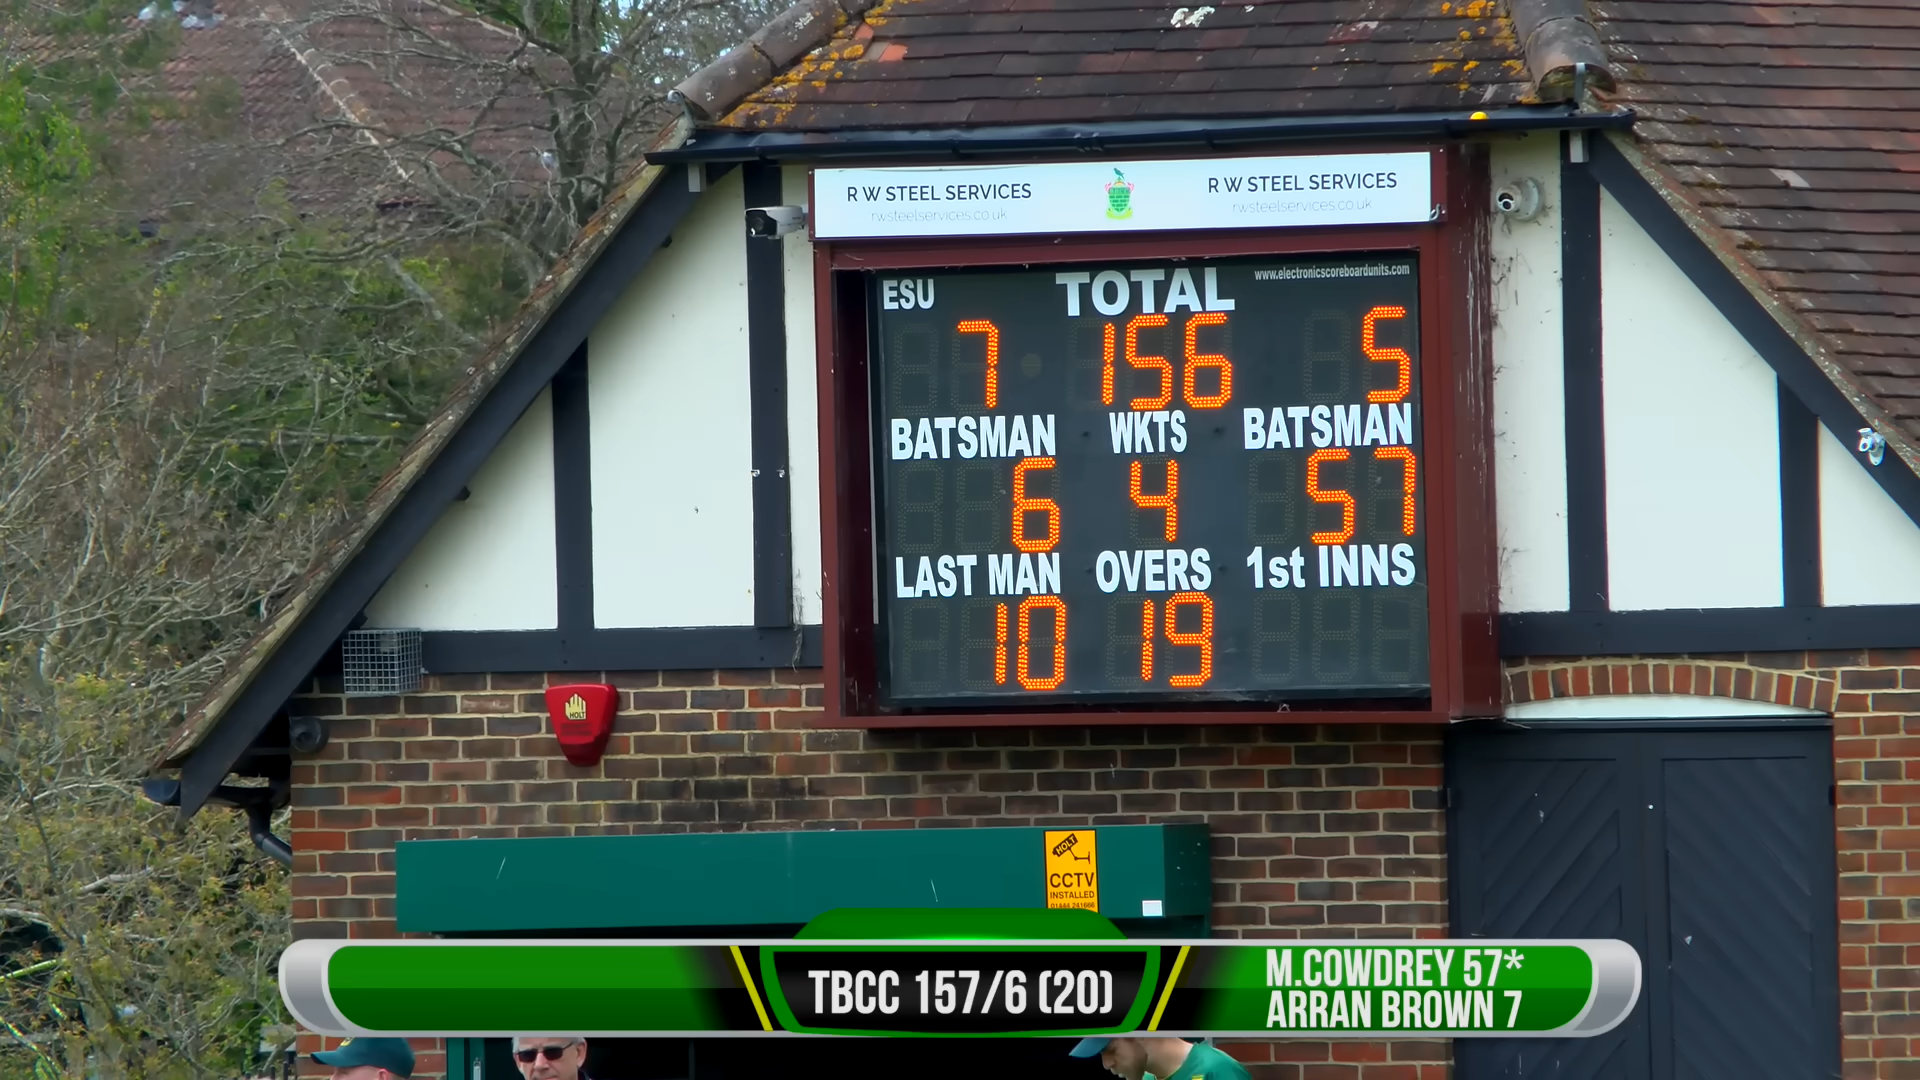 R W STEEL SERVICES
rwsteelservices.co.uk
R W STEEL SERVICES
rwsteelservices.co.uk
ESU
TOTAL
www.electronicscoreboardunits.com
7 156 5
BATSMAN WKTS BATSMAN
6 4 57
LAST MAN OVERS 1st INNS
10 19
HOLT
HOLT
CCTV
INSTALLED
TBCC 157/6 (20)
M.COWDREY 57*
ARRAN BROWN 7